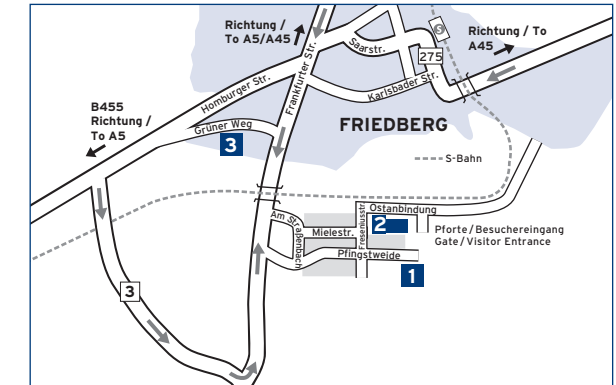 Richtung /
To A5/A45
Saarstr.
S
Richtung / To
A45
275
Homburger Str.
Frankfurter Str.
Karlsbader Str.
B455
Richtung /
To A5
Grüner Weg
3
FRIEDBERG
S-Bahn
Am Straßenbach
Ostanbindung
Freseniusstr.
2
Mielestr.
Pforte/Besuchereingang
Gate/Visitor Entrance
Pfingstweide
1
3